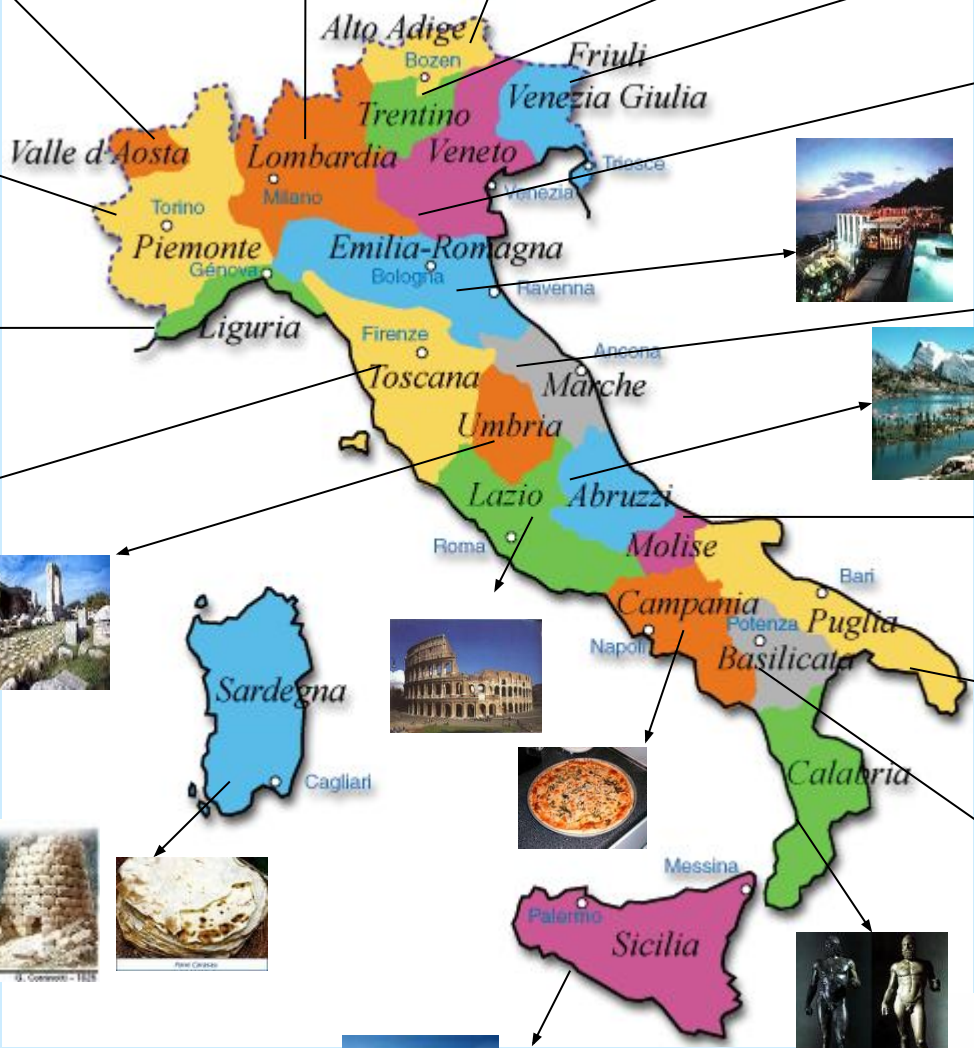 Alto Adige
Bozen
Friuli
Venezia Giulia
Trentino
Valle d'Aosta
Lombardia
Veneto
Triesce
Venezia
Milano
Torino
Piemonte
Emilia-Romagna
Génova
Bologna
Ravenna
Liguria
Firenze
Ancona
Toscana
Marche
Umbria
Lazio
Abruzzi
Roma
Molise
Bari
Campania
Puglia
Potenza
Napoli
Basilicata
Sardegna
Cagliari
Calabria
Messina
Palermo
Sicilia